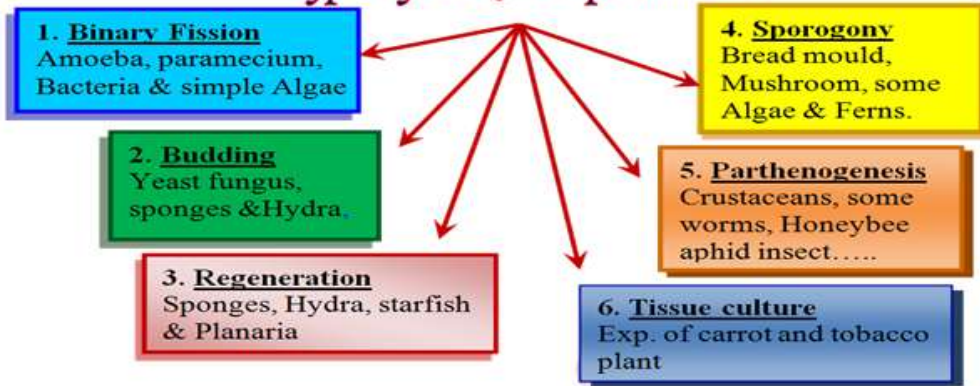 1. Binary Fission
Amoeba, paramecium,
Bacteria & simple Algae
2. Budding
Yeast fungus,
sponges &Hydra,
3. Regeneration
Sponges, Hydra, starfish
& Planaria
4. Sporogony
Bread mould,
Mushroom, some
Algae & Ferns.
5. Parthenogenesis
Crustaceans, some
worms, Honeybee
aphid insect…..
6. Tissue culture
Exp. of carrot and tobacco
plant